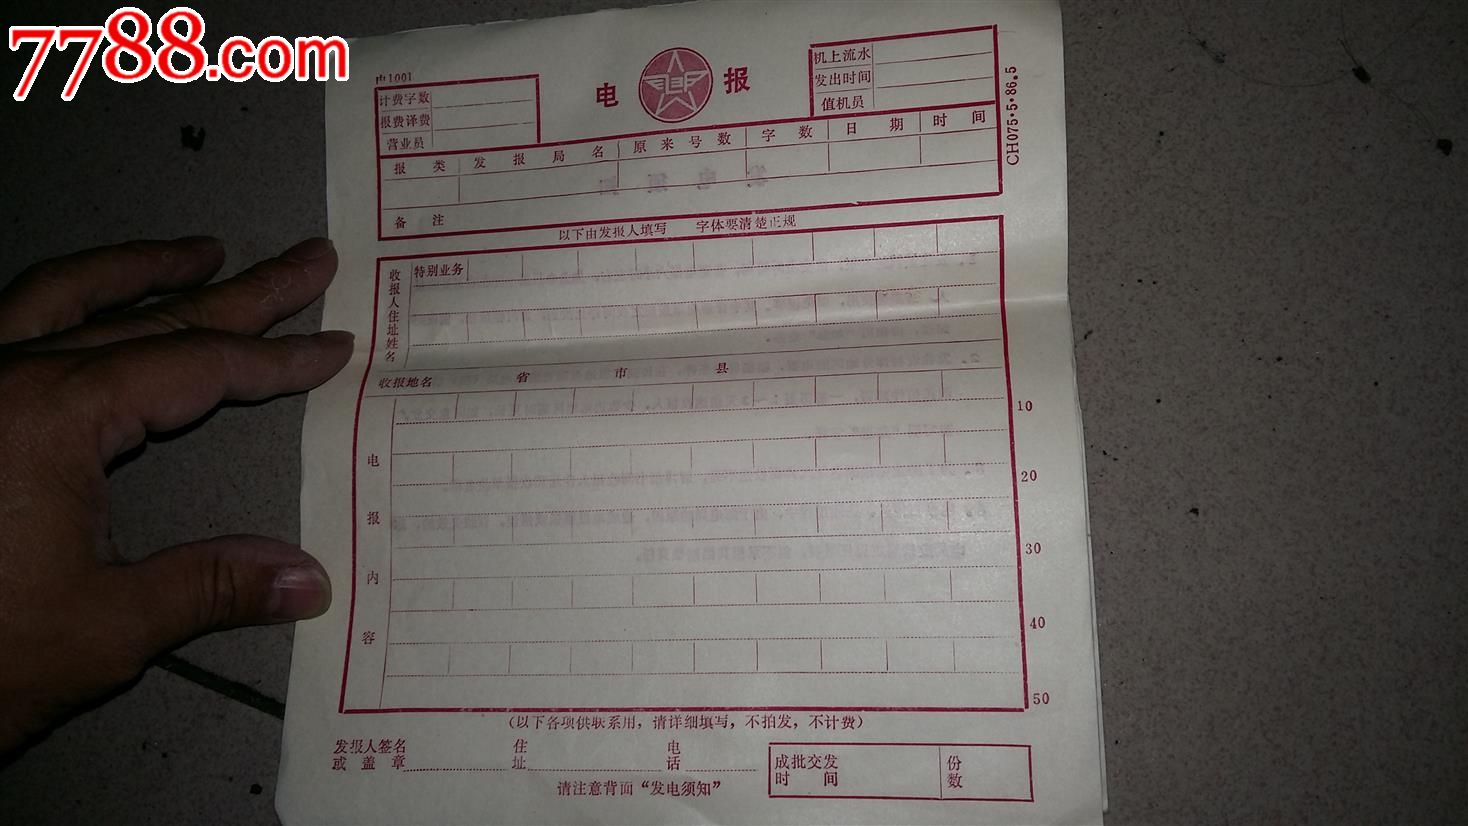 7788.com
电1001
计费字数
报费译费
营业员
电 报
机上流水
发出时间
值机员
CH075·5·86.5
报类 发报局名 原来号数 字数 日期 时间
备注
以下由发报人填写 字体要清楚正规
收报人住址姓名
特别业务
收报地名 省 市 县
电报内容
10
20
30
40
50
(以下各项供联系用,请详细填写,不拍发,不计费)
发报人签名 住 电
或盖章 址 话
成批交发 份
时间 数
请注意背面“发电须知”